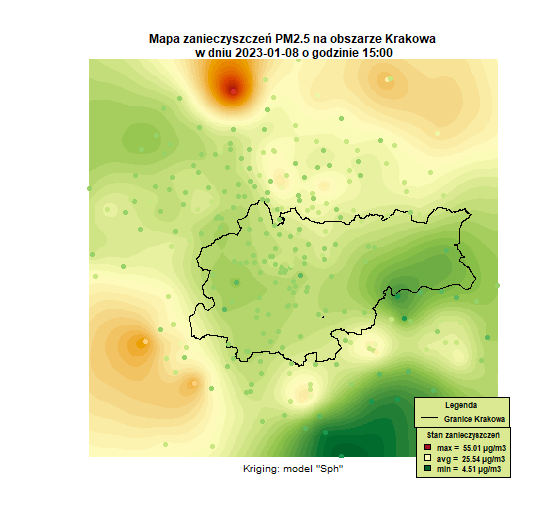 Mapa zanieczyszczeń PM2.5 na obszarze Krakowa
w dniu 2023-01-08 o godzinie 15:00
Legenda
Granice Krakowa
Stan zanieczyszczeń
max = 55.01 µg/m3
avg = 25.54 µg/m3
min = 4.51 µg/m3
Kriging: model "Sph"